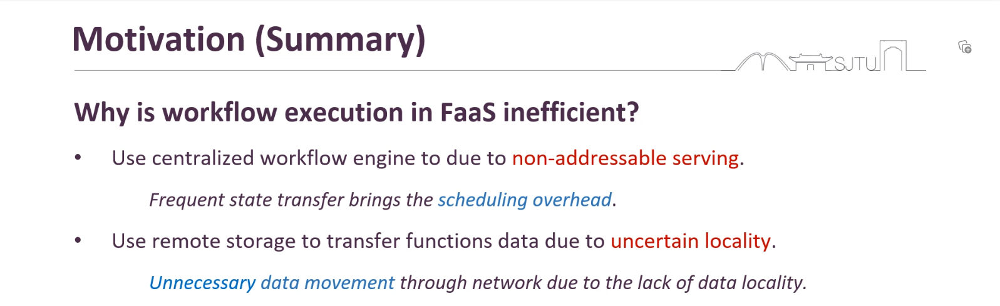 Motivation (Summary)
SJTU
Why is workflow execution in FaaS inefficient?
• Use centralized workflow engine to due to non-addressable serving.
Frequent state transfer brings the scheduling overhead.
• Use remote storage to transfer functions data due to uncertain locality.
Unnecessary data movement through network due to the lack of data locality.